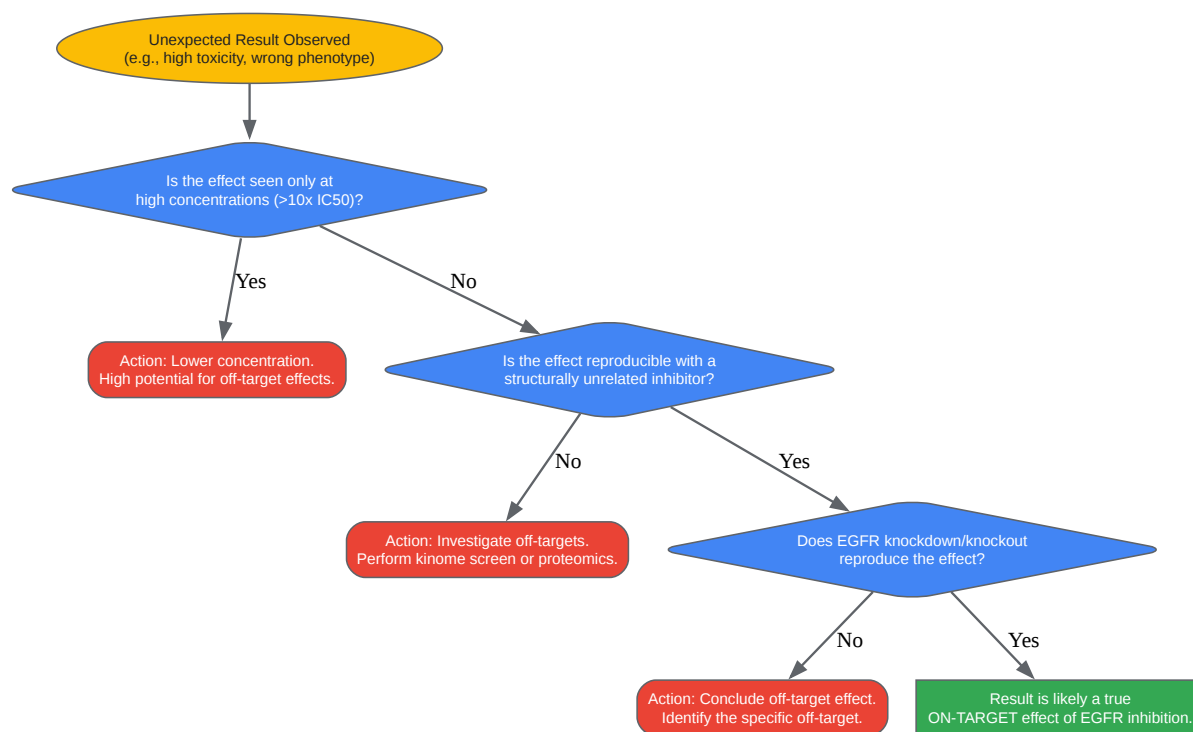 Unexpected Result Observed
(e.g., high toxicity, wrong phenotype)
Is the effect seen only at
high concentrations (>10x IC50)?
Yes
No
Action: Lower concentration.
High potential for off-target effects.
Is the effect reproducible with a
structurally unrelated inhibitor?
No
Yes
Action: Investigate off-targets.
Perform kinome screen or proteomics.
Does EGFR knockdown/knockout
reproduce the effect?
No
Yes
Action: Conclude off-target effect.
Identify the specific off-target.
Result is likely a true
ON-TARGET effect of EGFR inhibition.